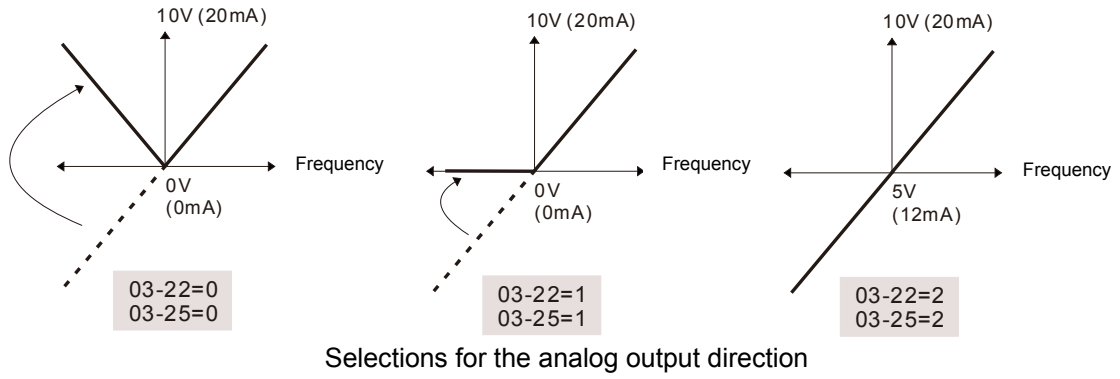 10V (20mA)
Frequency
0V
(0mA)
03-22=0
03-25=0
10V (20mA)
Frequency
0V
(0mA)
03-22=1
03-25=1
10V (20mA)
Frequency
5V
(12mA)
03-22=2
03-25=2
Selections for the analog output direction